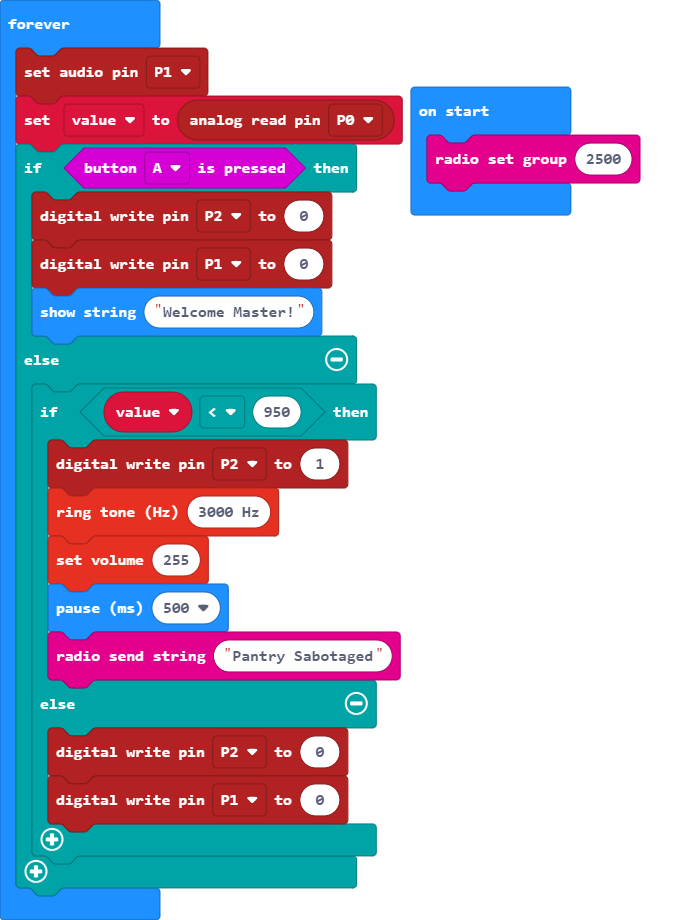 forever
set audio pin P1
set value to analog read pin P0
if button A is pressed then
digital write pin P2 to 0
digital write pin P1 to 0
show string "Welcome Master!"
else
if value < 950 then
digital write pin P2 to 1
ring tone (Hz) 3000 Hz
set volume 255
pause (ms) 500
radio send string "Pantry Sabotaged"
else
digital write pin P2 to 0
digital write pin P1 to 0
on start
radio set group 2500